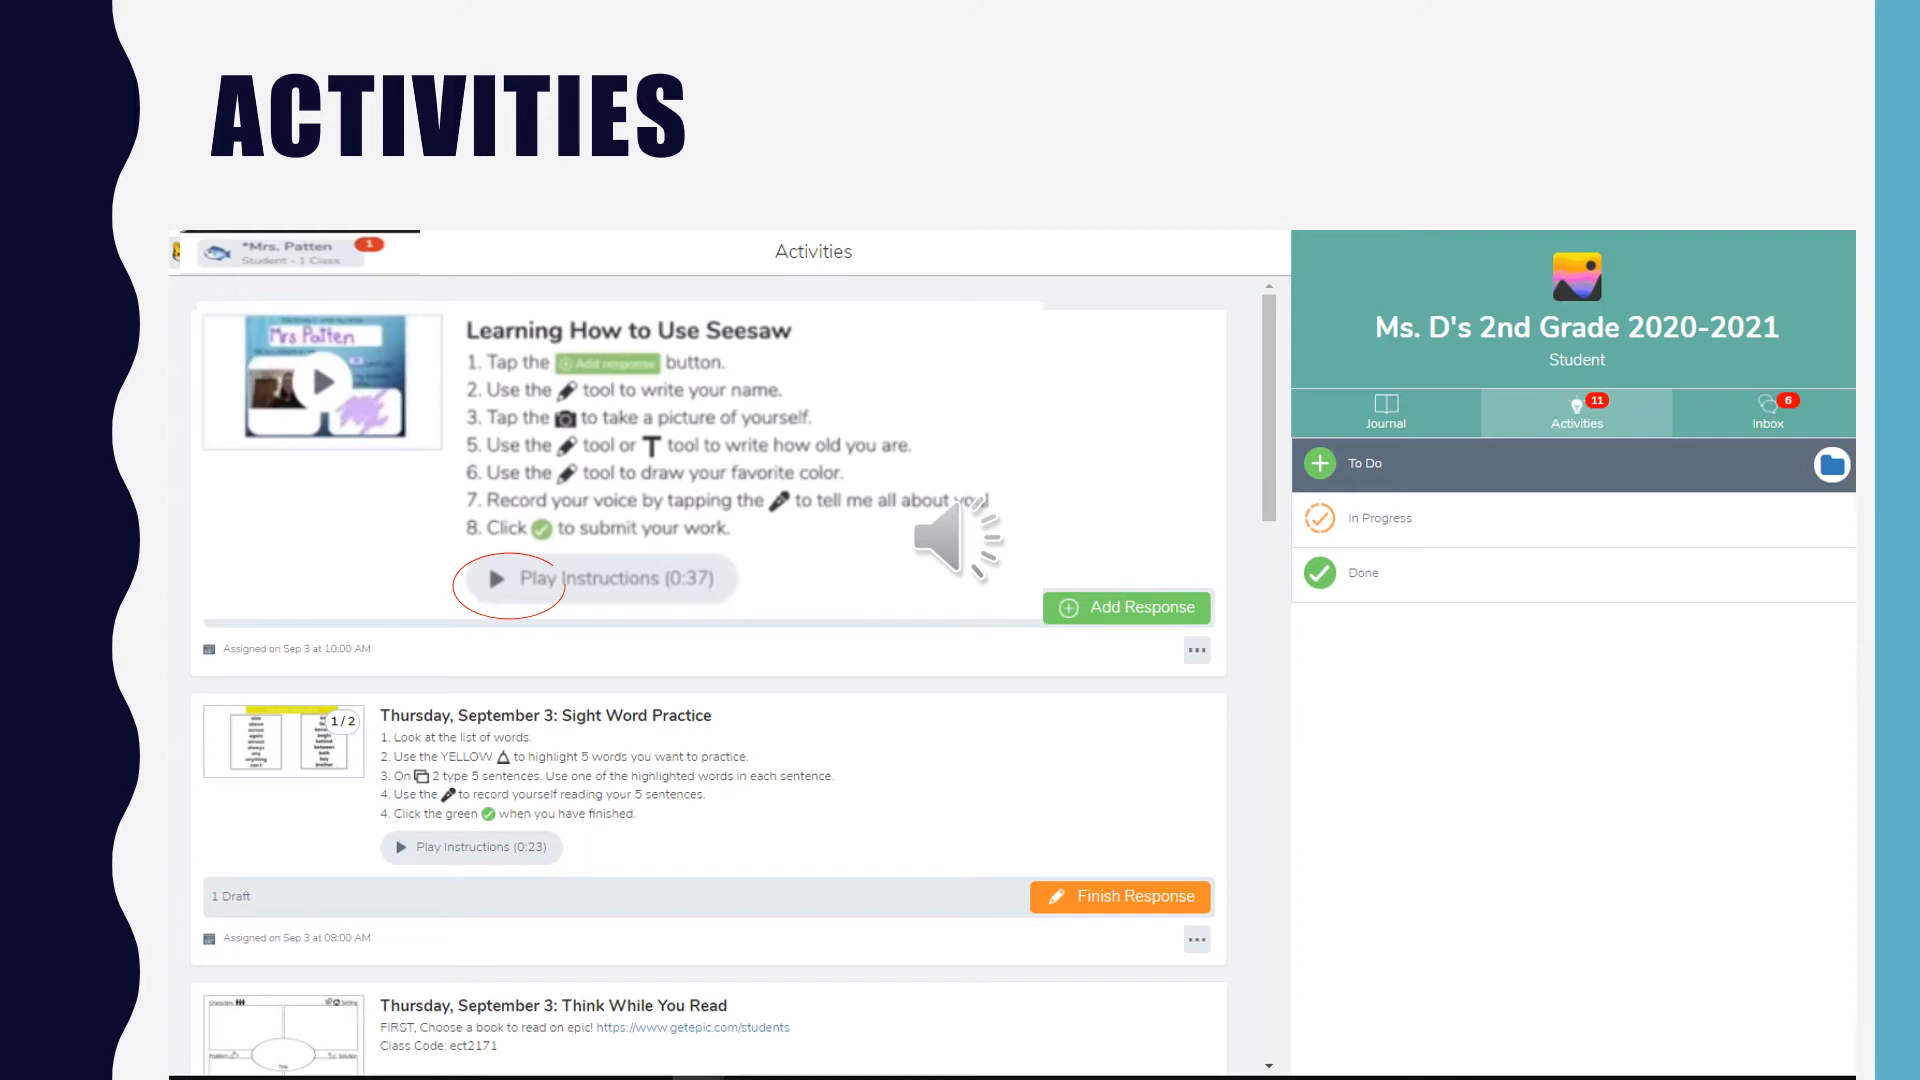 ACTIVITIES
*Mrs. Patten
1
Student - 1 Class
Activities
Mrs Patten
Learning How to Use Seesaw
1. Tap the Add response button.
2. Use the tool to write your name.
3. Tap the to take a picture of yourself.
5. Use the tool or T tool to write how old you are.
6. Use the tool to draw your favorite color.
7. Record your voice by tapping the to tell me all about you!
8. Click to submit your work.
Play Instructions (0:37)
Add Response
Assigned on Sep 3 at 10:00 AM
1 / 2
Thursday, September 3: Sight Word Practice
1. Look at the list of words.
2. Use the YELLOW to highlight 5 words you want to practice.
3. On 2 type 5 sentences. Use one of the highlighted words in each sentence.
4. Use the to record yourself reading your 5 sentences.
4. Click the green when you have finished.
Play Instructions (0:23)
1 Draft
Finish Response
Assigned on Sep 3 at 08:00 AM
Characters
Setting
Problem
Solution
Title
Thursday, September 3: Think While You Read
FIRST, Choose a book to read on epic! https://www.getepic.com/students
Class Code: ect2171
Ms. D's 2nd Grade 2020-2021
Student
Journal
11
Activities
6
Inbox
To Do
In Progress
Done